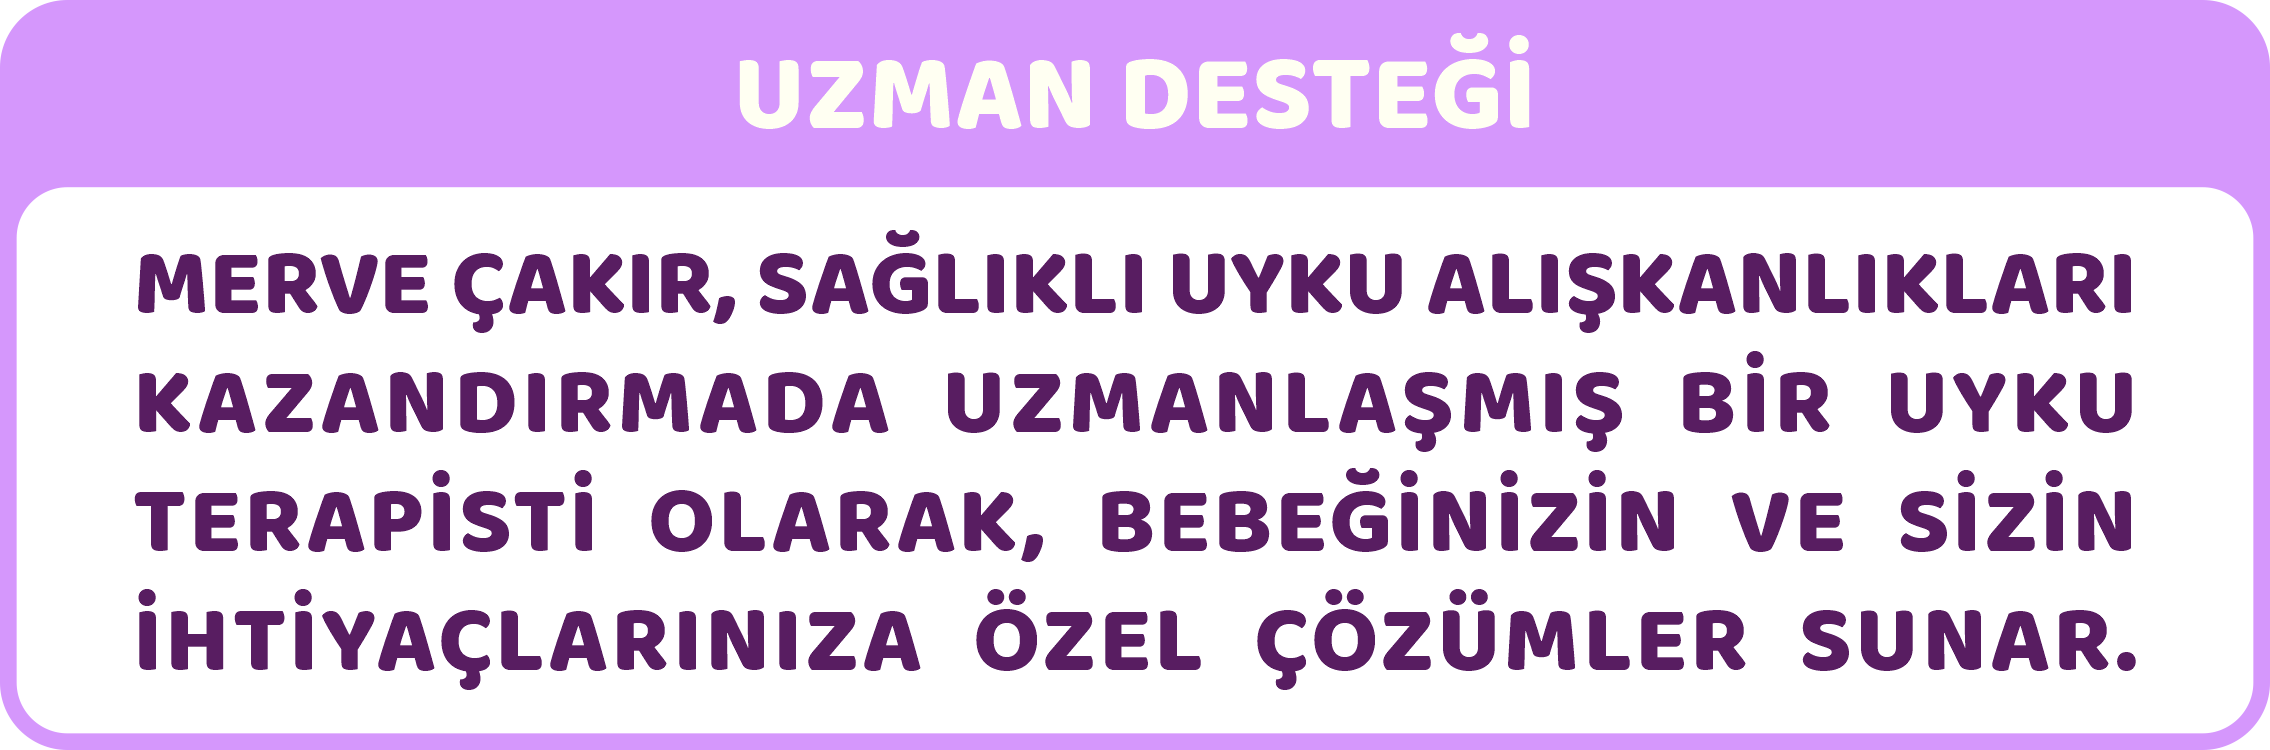 UZMAN DESTEĞİ
MERVE ÇAKIR, SAĞLIKLI UYKU ALIŞKANLIKLARI
KAZANDIRMADA UZMANLAŞMIŞ BİR UYKU
TERAPİSTİ OLARAK, BEBEĞİNİZİN VE SİZİN
İHTİYAÇLARINIZA ÖZEL ÇÖZÜMLER SUNAR.